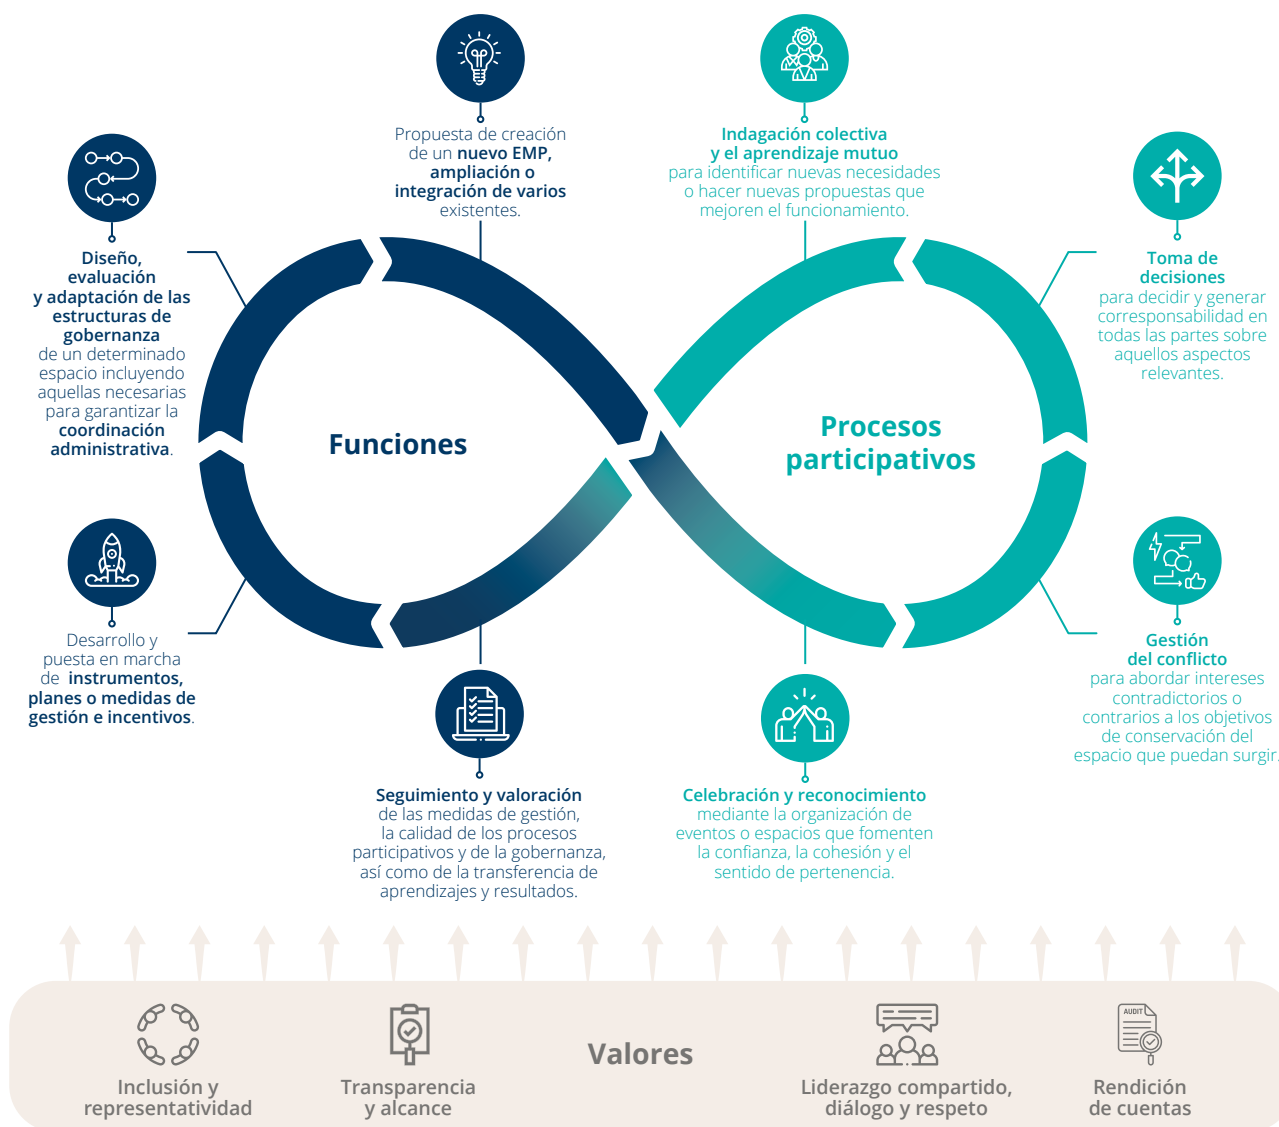 Propuesta de creación
de un nuevo EMP,
ampliación o
integración de varios
existentes.
Indagación colectiva
y el aprendizaje mutuo
para identificar nuevas necesidades
o hacer nuevas propuestas que
mejoren el funcionamiento.
Diseño,
evaluación
y adaptación de las
estructuras de
gobernanza
de un determinado
espacio incluyendo
aquellas necesarias
para garantizar la
coordinación
administrativa.
Toma de
decisiones
para decidir y generar
corresponsabilidad en
todas las partes sobre
aquellos aspectos
relevantes.
Funciones
Procesos
participativos
Desarrollo y
puesta en marcha
de instrumentos,
planes o medidas de
gestión e incentivos.
Gestión
del conflicto
para abordar intereses
contradictorios o
contrarios a los objetivos
de conservación del
espacio que puedan surgir.
Seguimiento y valoración
de las medidas de gestión,
la calidad de los procesos
participativos y de la gobernanza,
así como de la transferencia de
aprendizajes y resultados.
Celebración y reconocimiento
mediante la organización de
eventos o espacios que fomenten
la confianza, la cohesión y el
sentido de pertenencia.
Valores
Inclusión y
representatividad
Transparencia
y alcance
Liderazgo compartido,
diálogo y respeto
AUDIT
Rendición
de cuentas